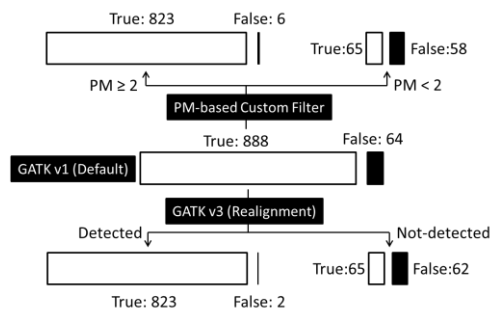 True: 823 False: 6
True:65 False:58
PM ≥ 2 PM < 2
PM-based Custom Filter
True: 888 False: 64
GATK v1 (Default)
GATK v3 (Realignment)
Detected Not-detected
True:65 False:62
True: 823 False: 2